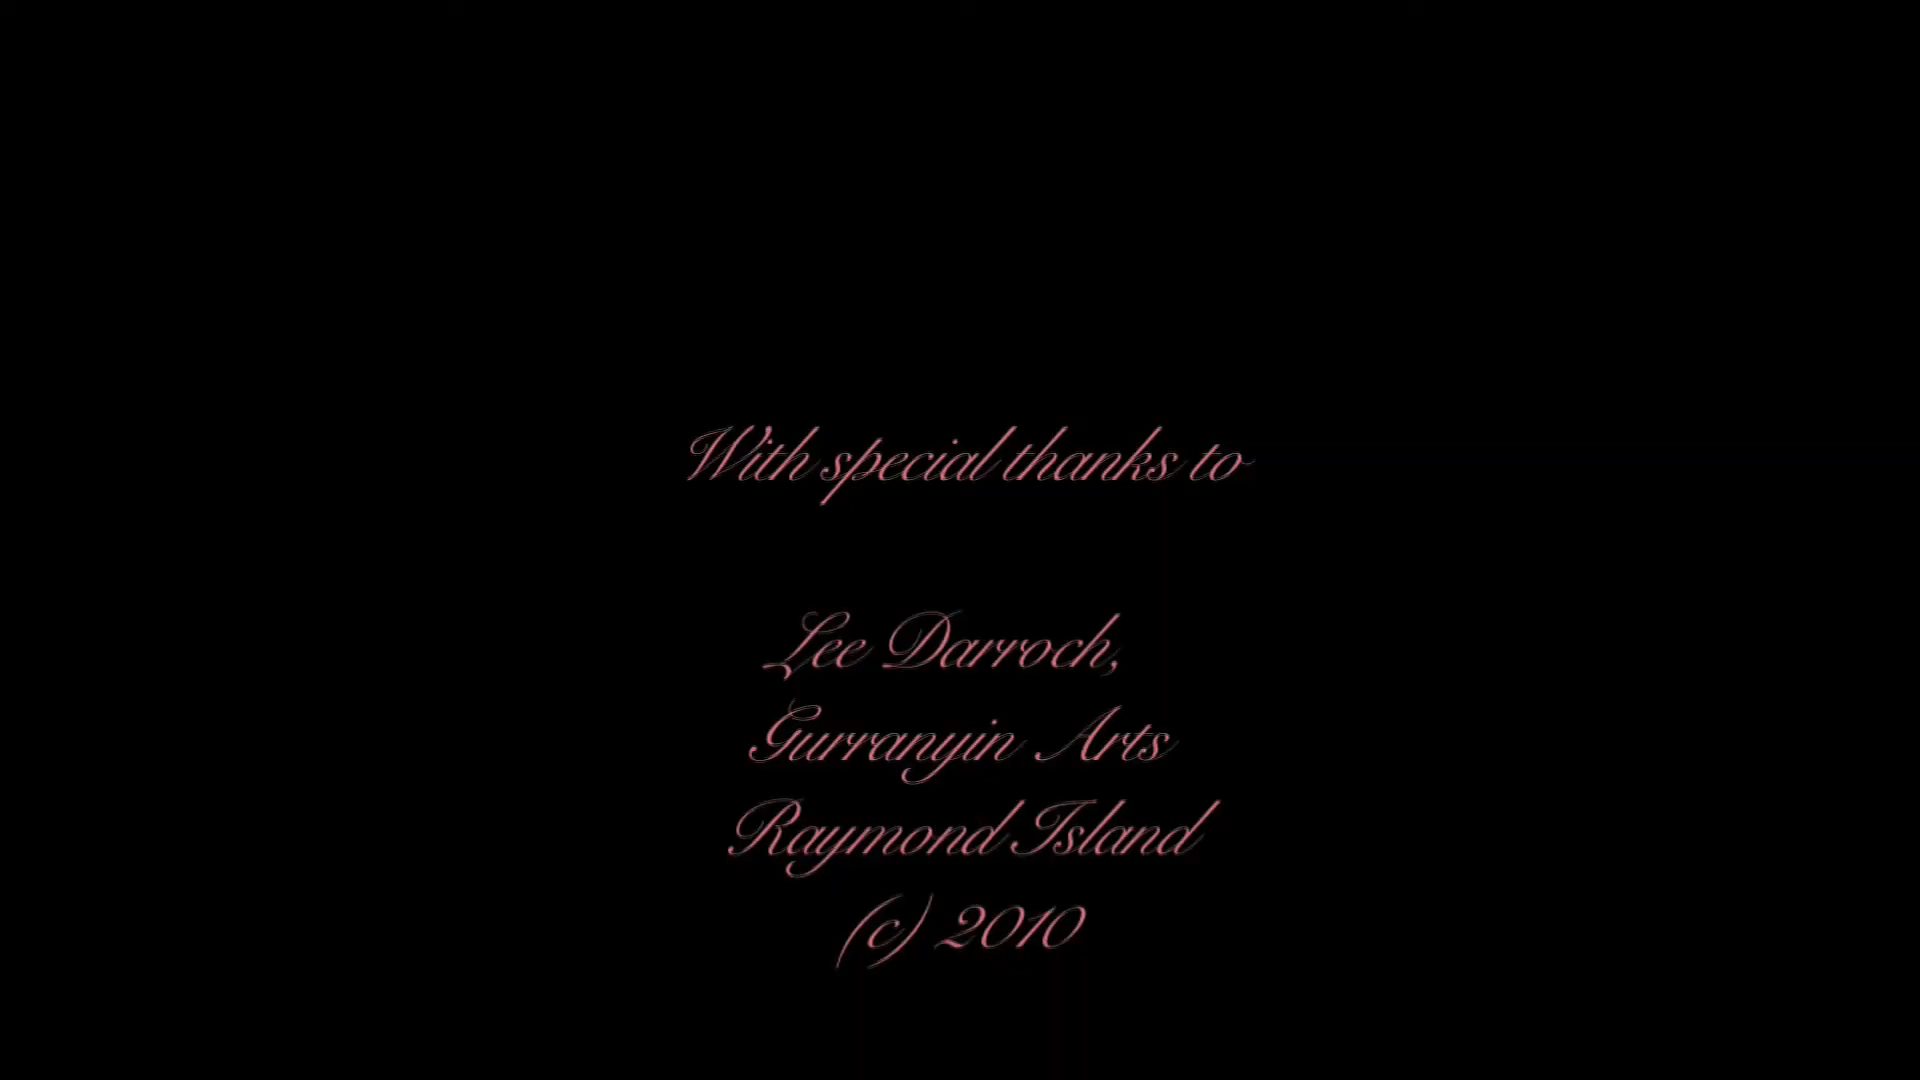 With special thanks to
Lee Darroch,
Gurranyin Arts
Raymond Island
(c) 2010